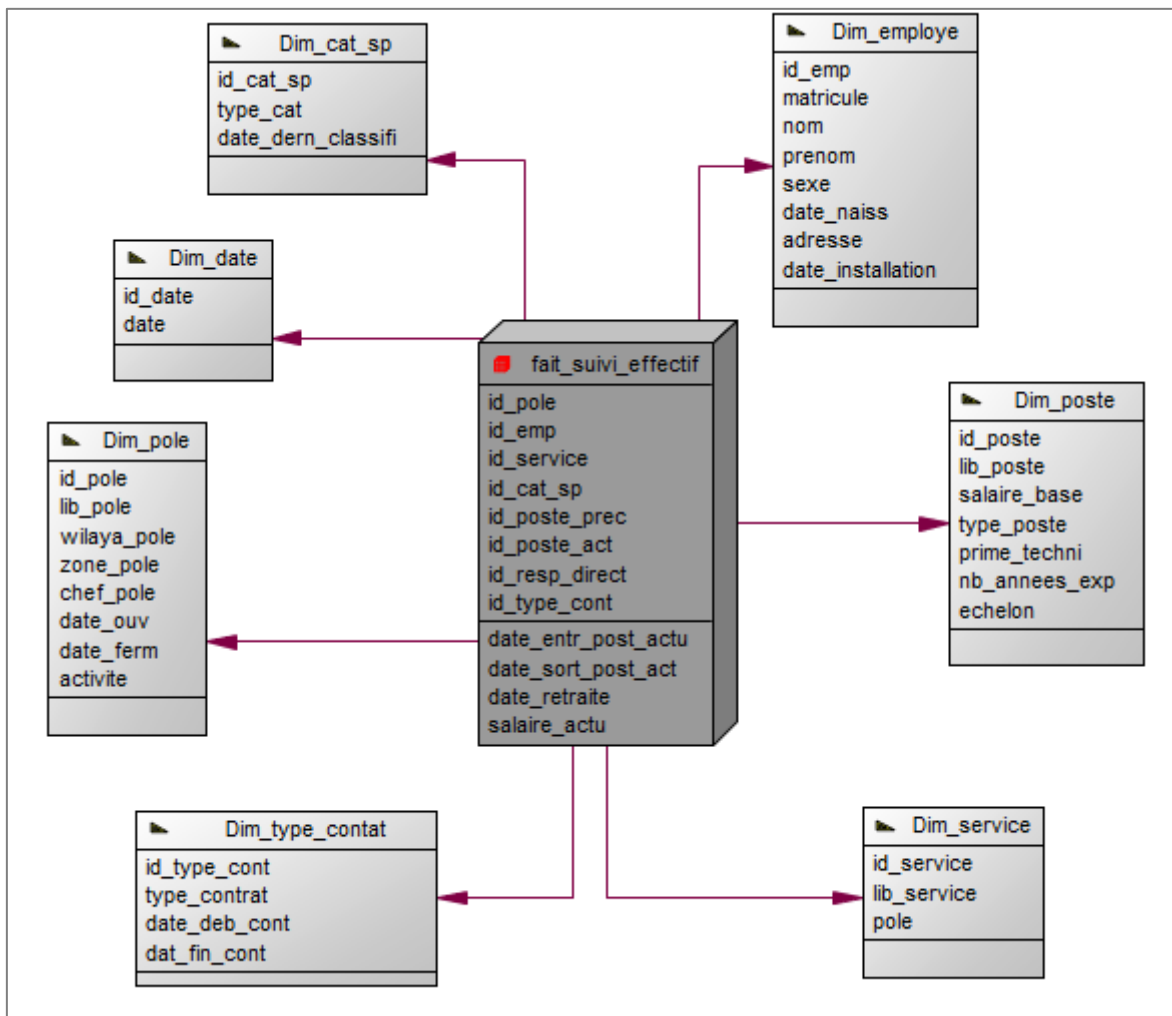 Dim_cat_sp
id_cat_sp
type_cat
date_dern_classifi
Dim_employe
id_emp
matricule
nom
prenom
sexe
date_naiss
adresse
date_installation
Dim_date
id_date
date
fait_suivi_effectif
id_pole
id_emp
id_service
id_cat_sp
id_poste_prec
id_poste_act
id_resp_direct
id_type_cont
date_entr_post_actu
date_sort_post_act
date_retraite
salaire_actu
Dim_poste
id_poste
lib_poste
salaire_base
type_poste
prime_techni
nb_annees_exp
echelon
Dim_pole
id_pole
lib_pole
wilaya_pole
zone_pole
chef_pole
date_ouv
date_ferm
activite
Dim_type_contat
id_type_cont
type_contrat
date_deb_cont
dat_fin_cont
Dim_service
id_service
lib_service
pole